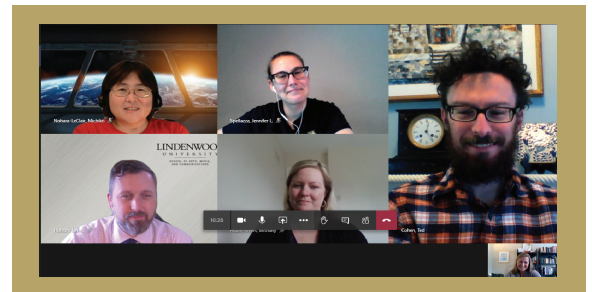 Nohara-LeClair, Michiko
Spellazza, Jennifer L.
LINDENWOOD
UNIVERSITY
SCHOOL OF ARTS, MEDIA,
AND COMMUNICATIONS
10:20
Cohen, Ted